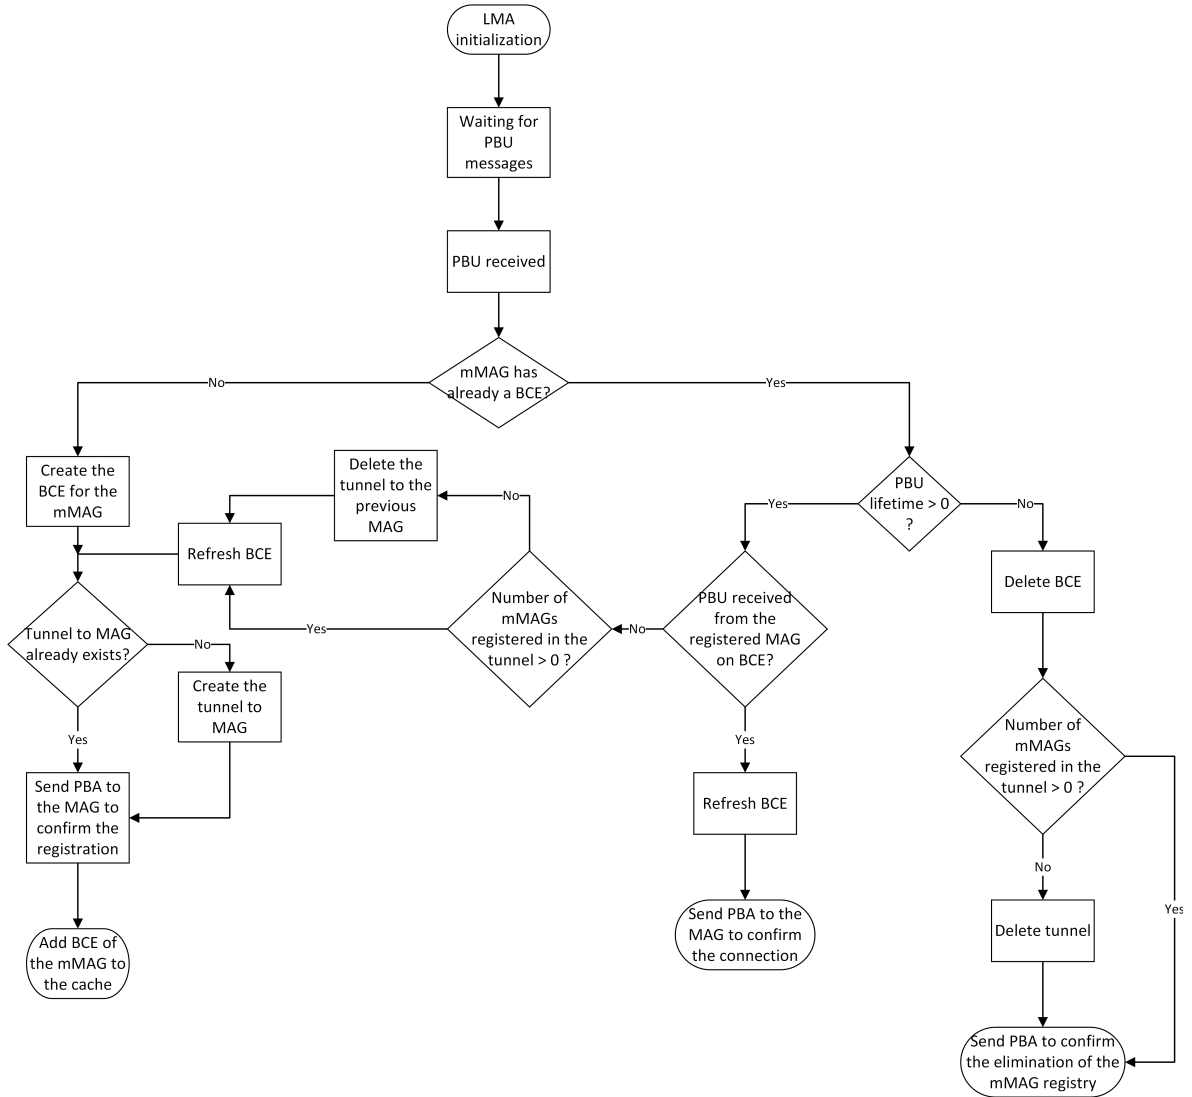 LMA
initialization
Waiting for
PBU
messages
PBU received
mMAG has
already a BCE?
No
Yes
Create the
BCE for the
mMAG
Delete the
tunnel to the
previous
MAG
No
PBU
lifetime > 0
?
Yes
No
Refresh BCE
Delete BCE
Tunnel to MAG
already exists?
No
Yes
Number of
mMAGs
registered in the
tunnel > 0 ?
No
PBU received
from the
registered MAG
on BCE?
Create the
tunnel to
MAG
Yes
Yes
Number of
mMAGs
registered in the
tunnel > 0 ?
Send PBA to
the MAG to
confirm the
registration
Refresh BCE
No
Yes
Add BCE of
the mMAG to
the cache
Send PBA to the
MAG to confirm
the connection
Delete tunnel
Send PBA to confirm
the elimination of the
mMAG registry